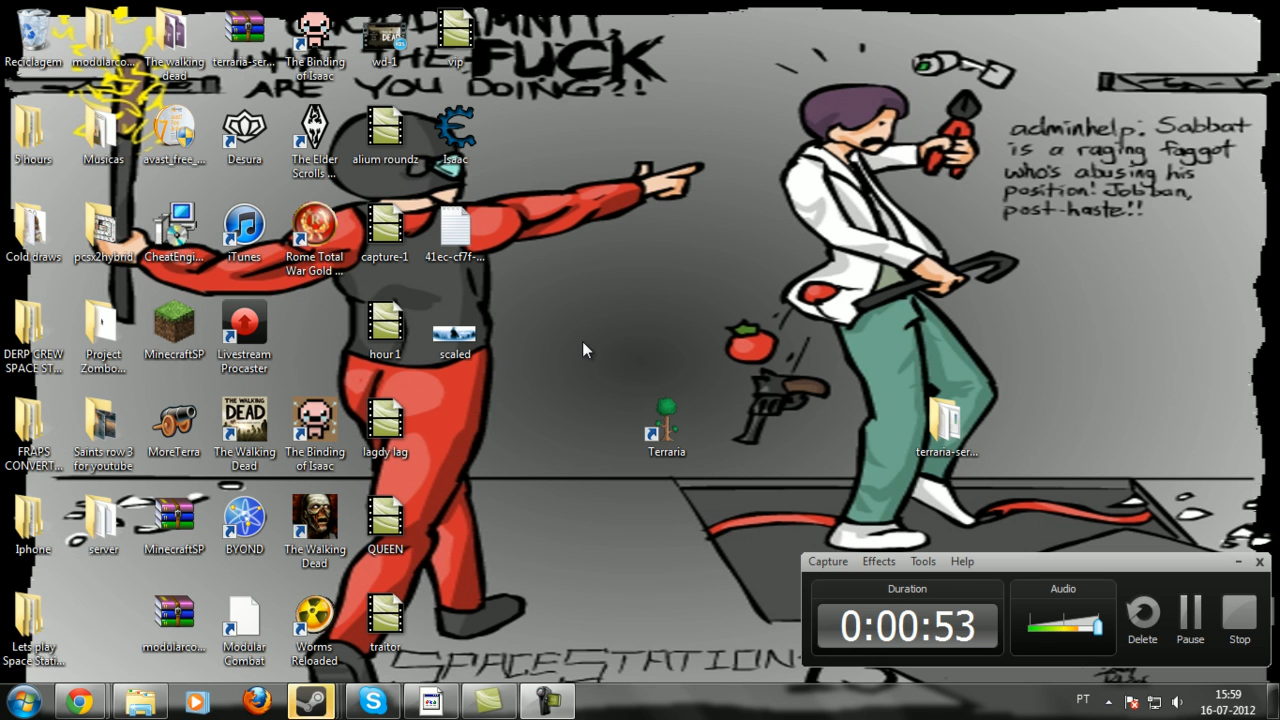 GODDAMNIT,
WHAT THE FUCK
ARE YOU DOING?!
adminhelp: Sabbat
is a raging faggot
who's abusing his
position! Jobban,
post-haste!!
SPACESTATION
Reciclagem
modularco...
The walking
dead
terraria-ser...
The Binding
of Isaac
wd-1
vip
5 hours
Musicas
avast_free_...
Desura
The Elder
Scrolls ...
alium roundz
Isaac
Cold.draws
pcsx2hybrid
CheatEngi...
iTunes
Rome Total
War Gold ...
capture-1
41ec-cf7f-...
DERP CREW
SPACE ST...
Project
Zombo...
MinecraftSP
Livestream
Procaster
hour1
scaled
FRAPS
CONVERT...
Saints row 3
for youtube
MoreTerra
The Walking
Dead
The Binding
of Isaac
lagdy lag
Terraria
terraria-ser...
Iphone
server
MinecraftSP
BYOND
The Walking
Dead
QUEEN
Lets play
Space Stati...
modularco...
Modular
Combat
Worms
Reloaded
traitor
Capture Effects Tools Help
Duration
0:00:53
Audio
Delete
Pause
Stop
PT
15:59
16-07-2012